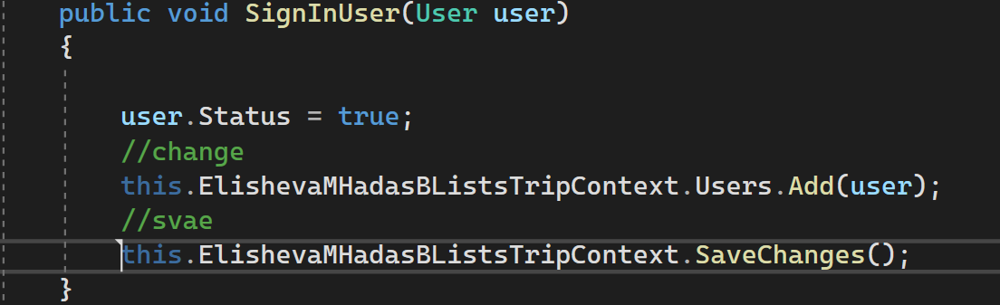 public void SignInUser(User user)
{
user.Status = true;
//change
this.ElishevaMHadasBListsTripContext.Users.Add(user);
//svae
this.ElishevaMHadasBListsTripContext.SaveChanges();
}